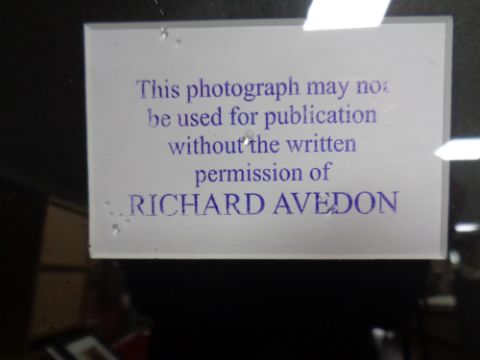 This photograph may not
be used for publication
without the written
permission of
RICHARD AVEDON